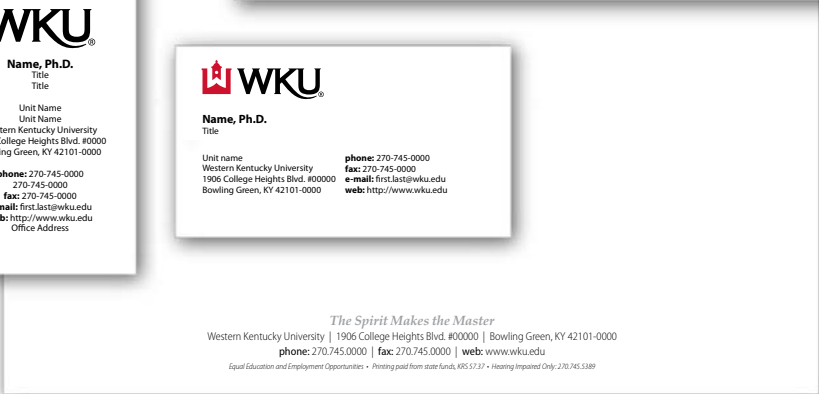 WKU®
Name, Ph.D.
Title
Title
Unit Name
Unit Name
Kentucky University
College Heights Blvd. #0000
Green, KY 42101-0000
phone: 270-745-0000
270-745-0000
fax: 270-745-0000
first.last@wku.edu
http://www.wku.edu
Office Address
WKU®
Name, Ph.D.
Title
Unit name
Western Kentucky University
1906 College Heights Blvd. #00000
Bowling Green, KY 42101-0000
phone: 270-745-0000
fax: 270-745-0000
e-mail: first.last@wku.edu
web: http://www.wku.edu
The Spirit Makes the Master
Western Kentucky University | 1906 College Heights Blvd. #00000 | Bowling Green, KY 42101-0000
phone: 270.745.0000 | fax: 270.745.0000 | web: www.wku.edu
Equal Education and Employment Opportunities • Printing paid from state funds, KRS 57.37 • Hearing Impaired Only: 270.745.5389